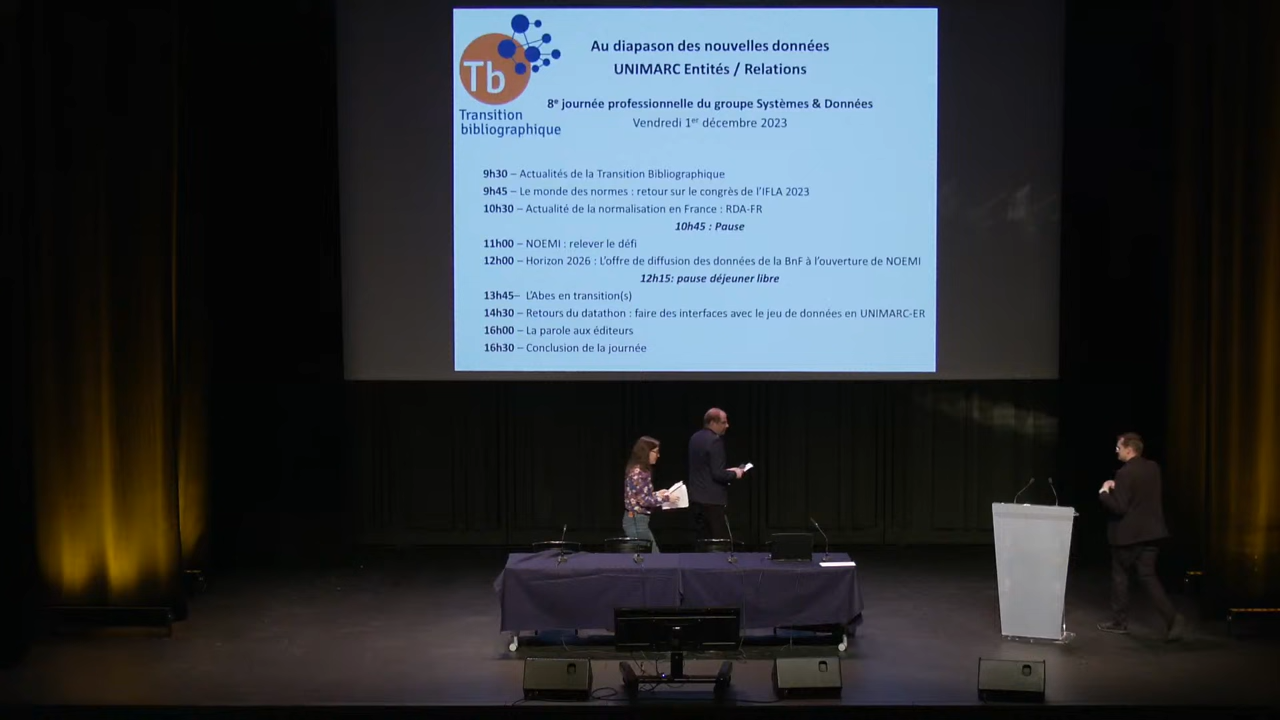 Tb
Transition
bibliographique
Au diapason des nouvelles données
UNIMARC Entités / Relations
8e journée professionnelle du groupe Systèmes & Données
Vendredi 1er décembre 2023
9h30 – Actualités de la Transition Bibliographique
9h45 – Le monde des normes : retour sur le congrès de l'IFLA 2023
10h30 – Actualité de la normalisation en France : RDA-FR
10h45 : Pause
11h00 – NOEMI : relever le défi
12h00 – Horizon 2026 : L'offre de diffusion des données de la BnF à l'ouverture de NOEMI
12h15: pause déjeuner libre
13h45– L'Abes en transition(s)
14h30 – Retours du datathon : faire des interfaces avec le jeu de données en UNIMARC-ER
16h00 – La parole aux éditeurs
16h30 – Conclusion de la journée